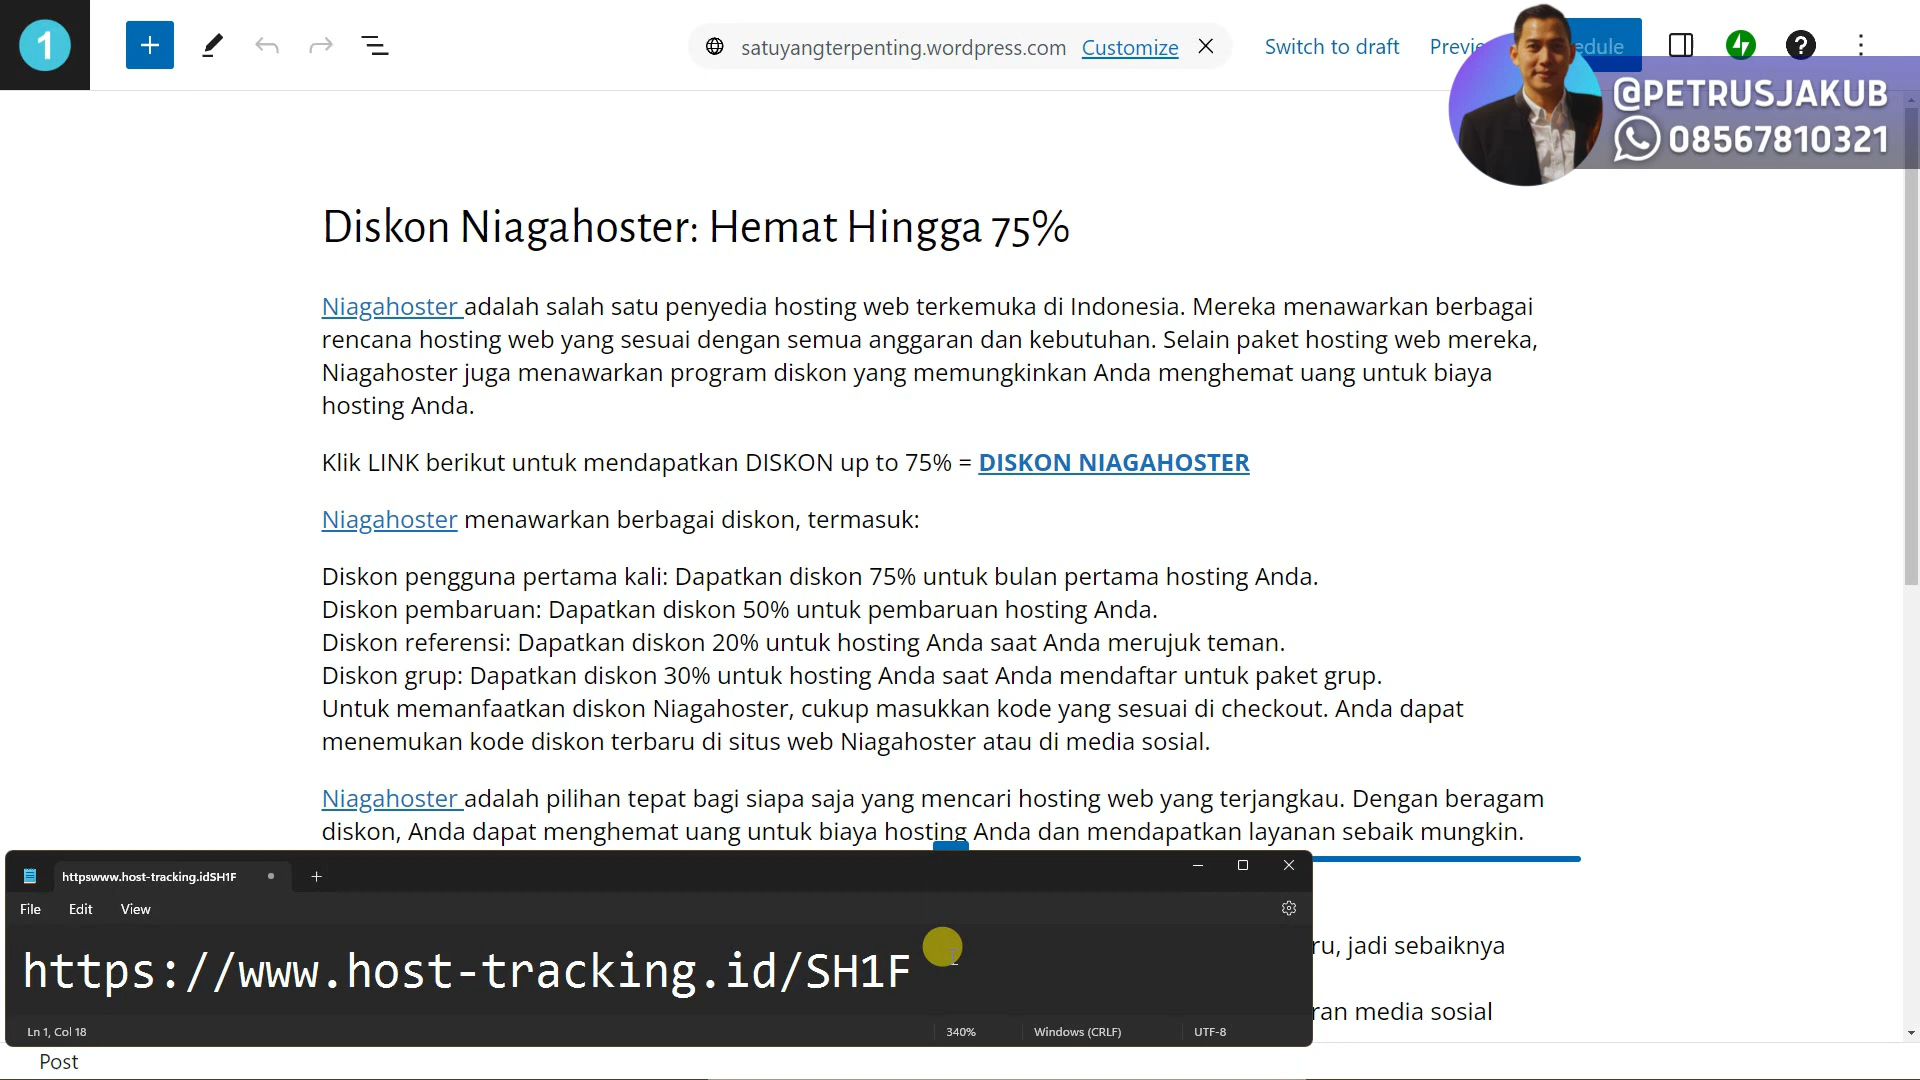 1
satuyangterpenting.wordpress.com Customize
Switch to draft
@PETRUSJAKUB
08567810321
Diskon Niagahoster: Hemat Hingga 75%
Niagahoster adalah salah satu penyedia hosting web terkemuka di Indonesia. Mereka menawarkan berbagai
rencana hosting web yang sesuai dengan semua anggaran dan kebutuhan. Selain paket hosting web mereka,
Niagahoster juga menawarkan program diskon yang memungkinkan Anda menghemat uang untuk biaya
hosting Anda.
Klik LINK berikut untuk mendapatkan DISKON up to 75% = DISKON NIAGAHOSTER
Niagahoster menawarkan berbagai diskon, termasuk:
Diskon pengguna pertama kali: Dapatkan diskon 75% untuk bulan pertama hosting Anda.
Diskon pembaruan: Dapatkan diskon 50% untuk pembaruan hosting Anda.
Diskon referensi: Dapatkan diskon 20% untuk hosting Anda saat Anda merujuk teman.
Diskon grup: Dapatkan diskon 30% untuk hosting Anda saat Anda mendaftar untuk paket grup.
Untuk memanfaatkan diskon Niagahoster, cukup masukkan kode yang sesuai di checkout. Anda dapat
menemukan kode diskon terbaru di situs web Niagahoster atau di media sosial.
Niagahoster adalah pilihan tepat bagi siapa saja yang mencari hosting web yang terjangkau. Dengan beragam
diskon, Anda dapat menghemat uang untuk biaya hosting Anda dan mendapatkan layanan sebaik mungkin.
httpswww.host-tracking.idSH1F
File Edit View
https://www.host-tracking.id/SH1F
jadi sebaiknya
media sosial
Ln 1, Col 18
340%
Windows (CRLF)
UTF-8
Post